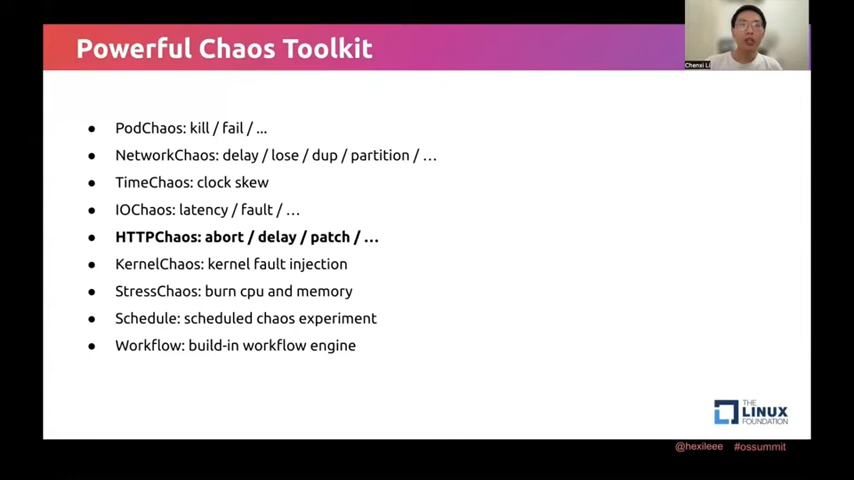 Powerful Chaos Toolkit
Chenxi Li
● PodChaos: kill / fail / ...
● NetworkChaos: delay / lose / dup / partition / …
● TimeChaos: clock skew
● IOChaos: latency / fault / …
● HTTPChaos: abort / delay / patch / …
● KernelChaos: kernel fault injection
● StressChaos: burn cpu and memory
● Schedule: scheduled chaos experiment
● Workflow: build-in workflow engine
THE
LINUX
FOUNDATION
@hexileee #ossummit